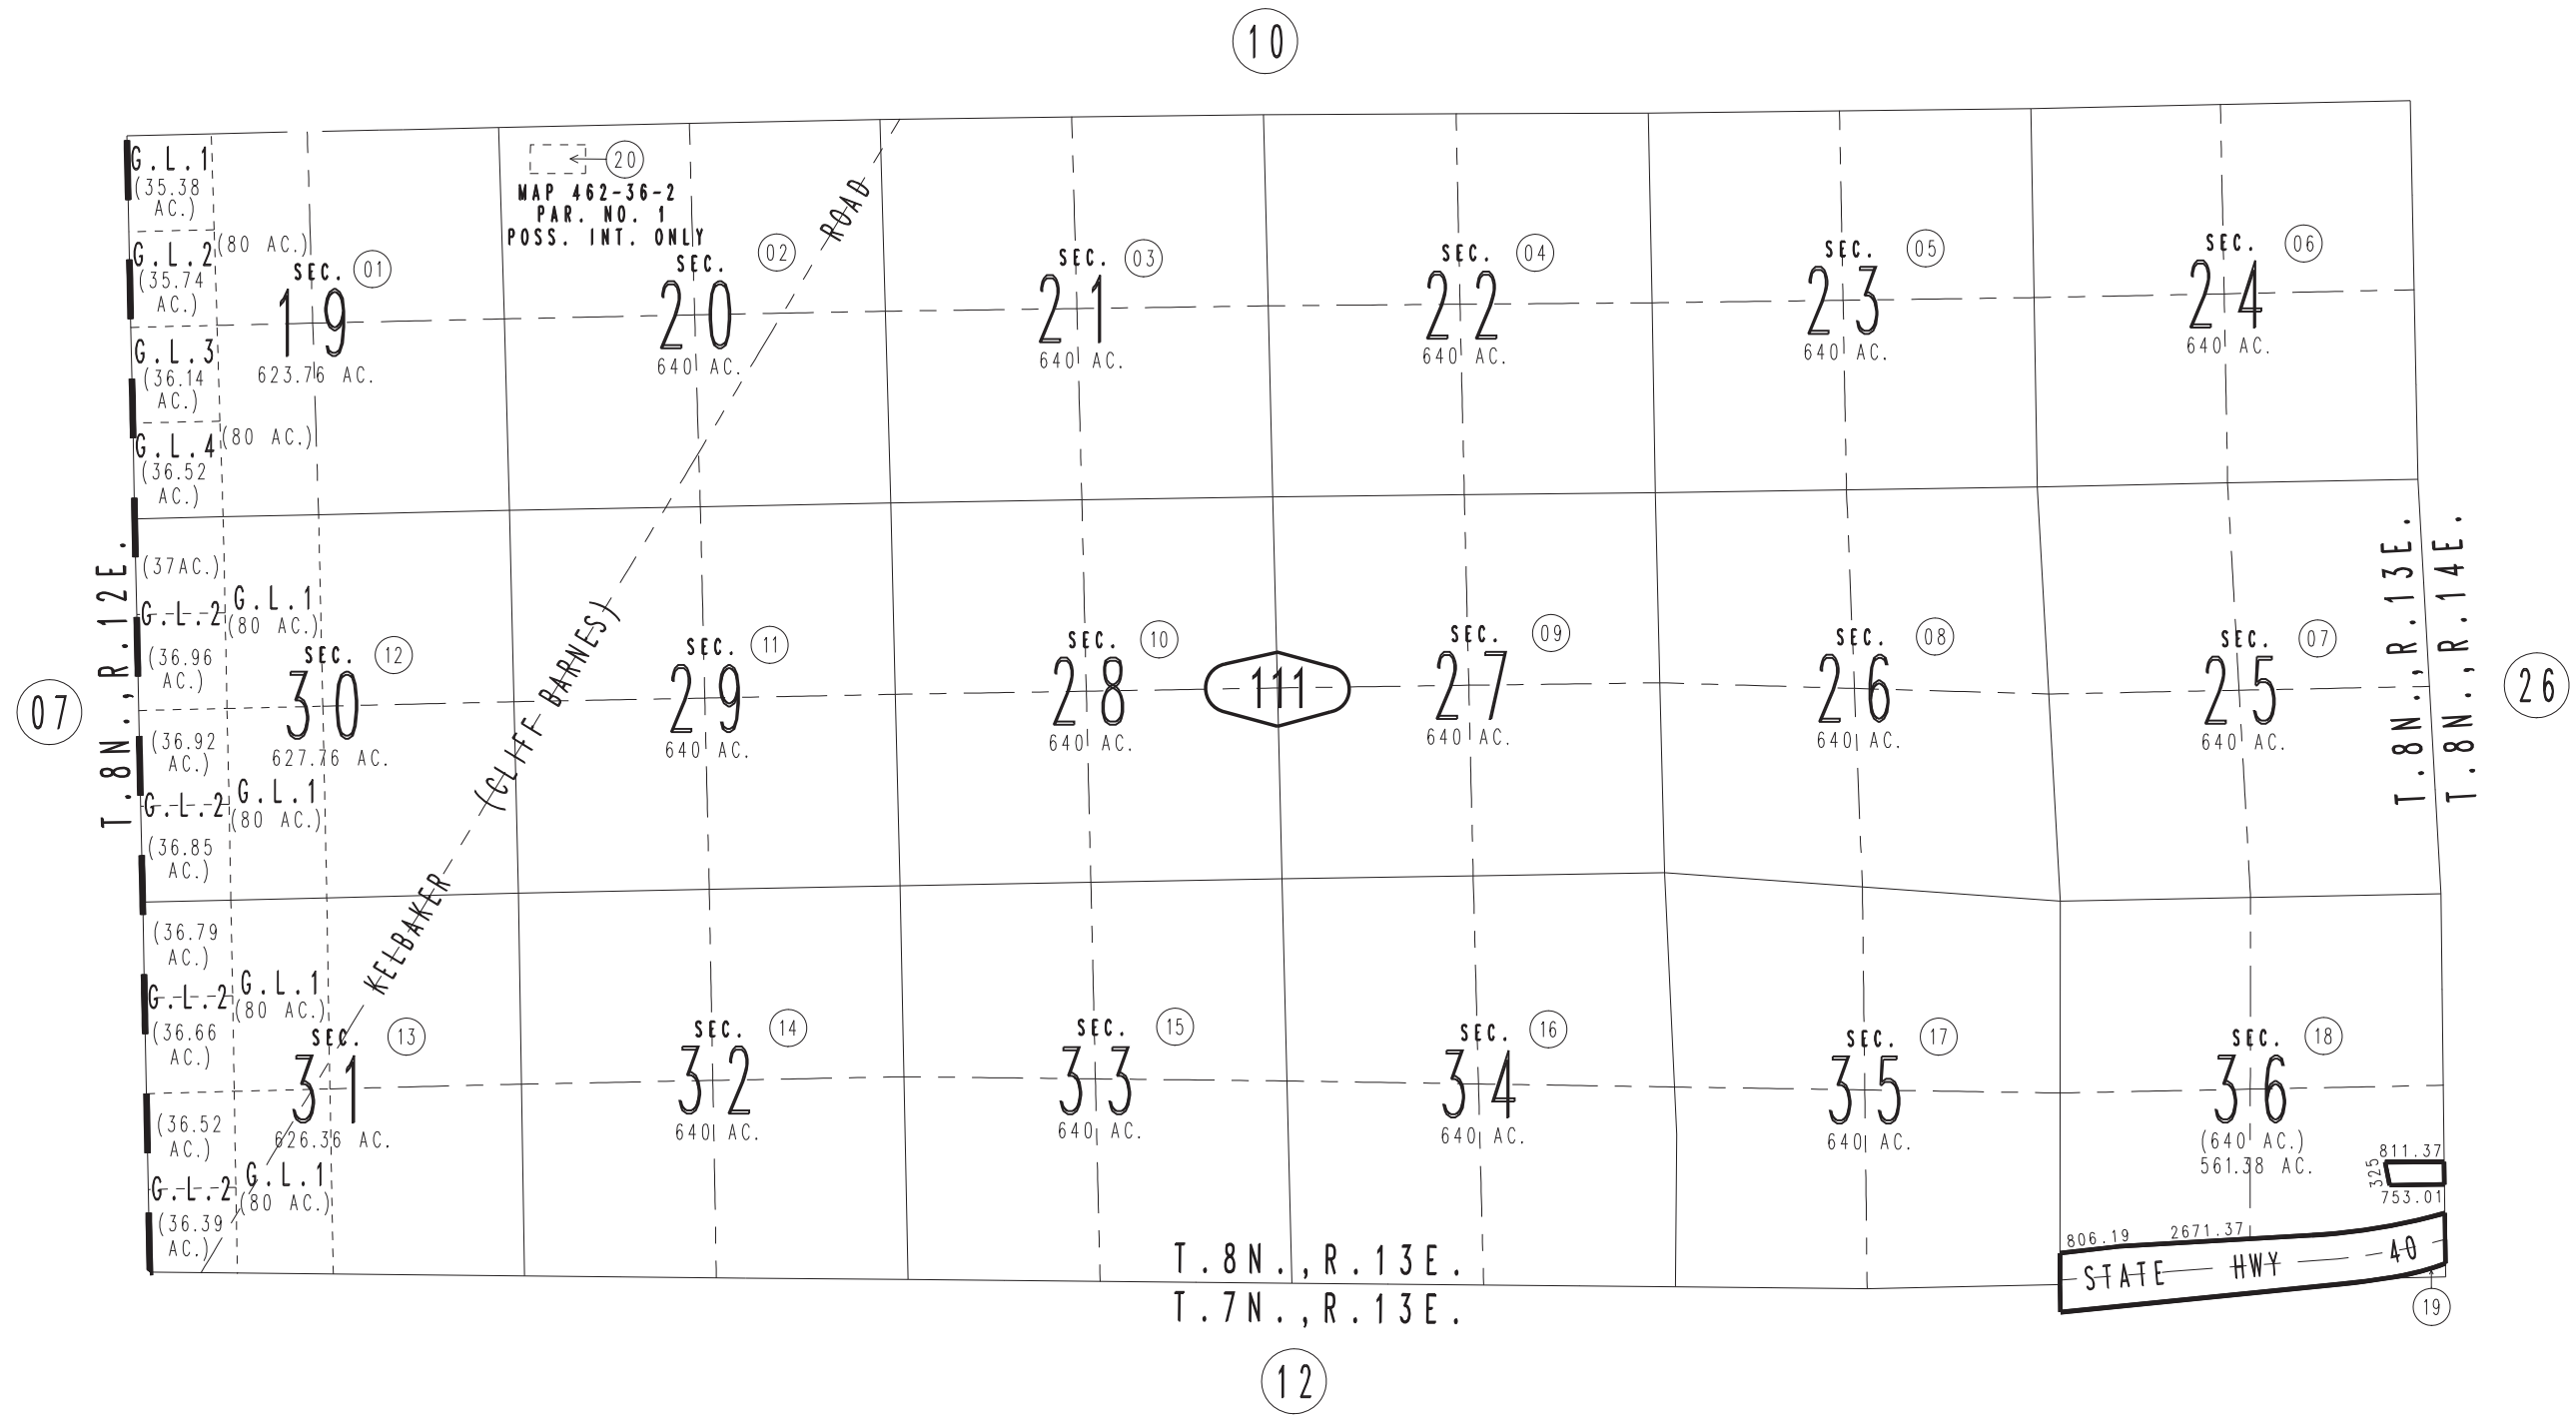 10
G.L.1
(35.38
AC.)
G.L.2
(35.74
AC.)
G.L.3
(36.14
AC.)
G.L.4
(36.52
AC.)
(80 AC.)
(80 AC.)
SEC. 01
19
623.76 AC.
20
MAP 462-36-2
PAR. NO. 1
POSS. INT. ONLY
SEC. 02
20
640 AC.
ROAD
SEC. 03
21
640 AC.
SEC. 04
22
640 AC.
SEC. 05
23
640 AC.
SEC. 06
24
640 AC.
07
T.8N.,R.12E.
(37AC.)
G.L.2
(36.96
AC.)
(36.92
AC.)
G.L.2
(36.85
AC.)
G.L.1
(80 AC.)
SEC. 12
30
627.76 AC.
G.L.1
(80 AC.)
KELBAKER (CLIFF BARNES)
SEC. 11
29
640 AC.
SEC. 10
28
640 AC.
111
SEC. 09
27
640 AC.
SEC. 08
26
640 AC.
SEC. 07
25
640 AC.
T.8N.,R.13E.
T.8N.,R.14E.
26
(36.79
AC.)
G.L.2
(36.66
AC.)
(36.52
AC.)
G.L.2
(36.39
AC.)
G.L.1
(80 AC.)
SEC. 13
31
626.36 AC.
G.L.1
(80 AC.)
SEC. 14
32
640 AC.
SEC. 15
33
640 AC.
SEC. 16
34
640 AC.
SEC. 17
35
640 AC.
SEC. 18
36
(640 AC.)
561.38 AC.
811.37
325
753.01
806.19 2671.37
STATE HWY 40
19
T.8N.,R.13E.
T.7N.,R.13E.
12